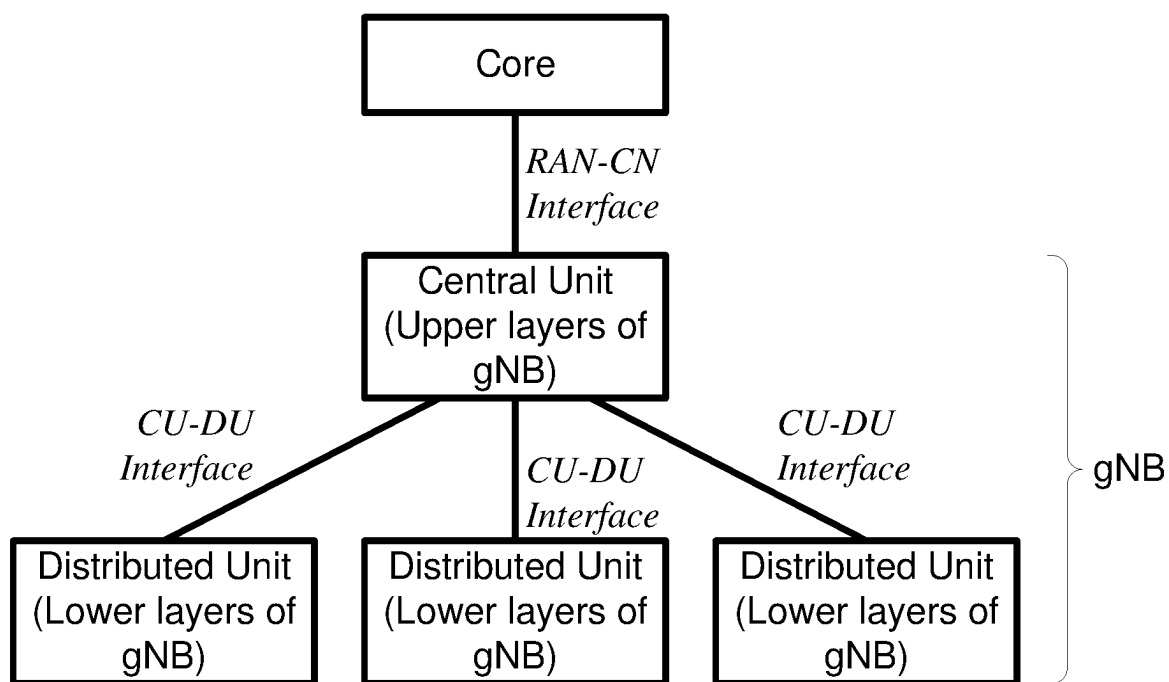 Core
RAN-CN
Interface
Central Unit
(Upper layers of
gNB)
CU-DU
Interface
CU-DU
Interface
CU-DU
Interface
gNB
Distributed Unit
(Lower layers of
gNB)
Distributed Unit
(Lower layers of
gNB)
Distributed Unit
(Lower layers of
gNB)